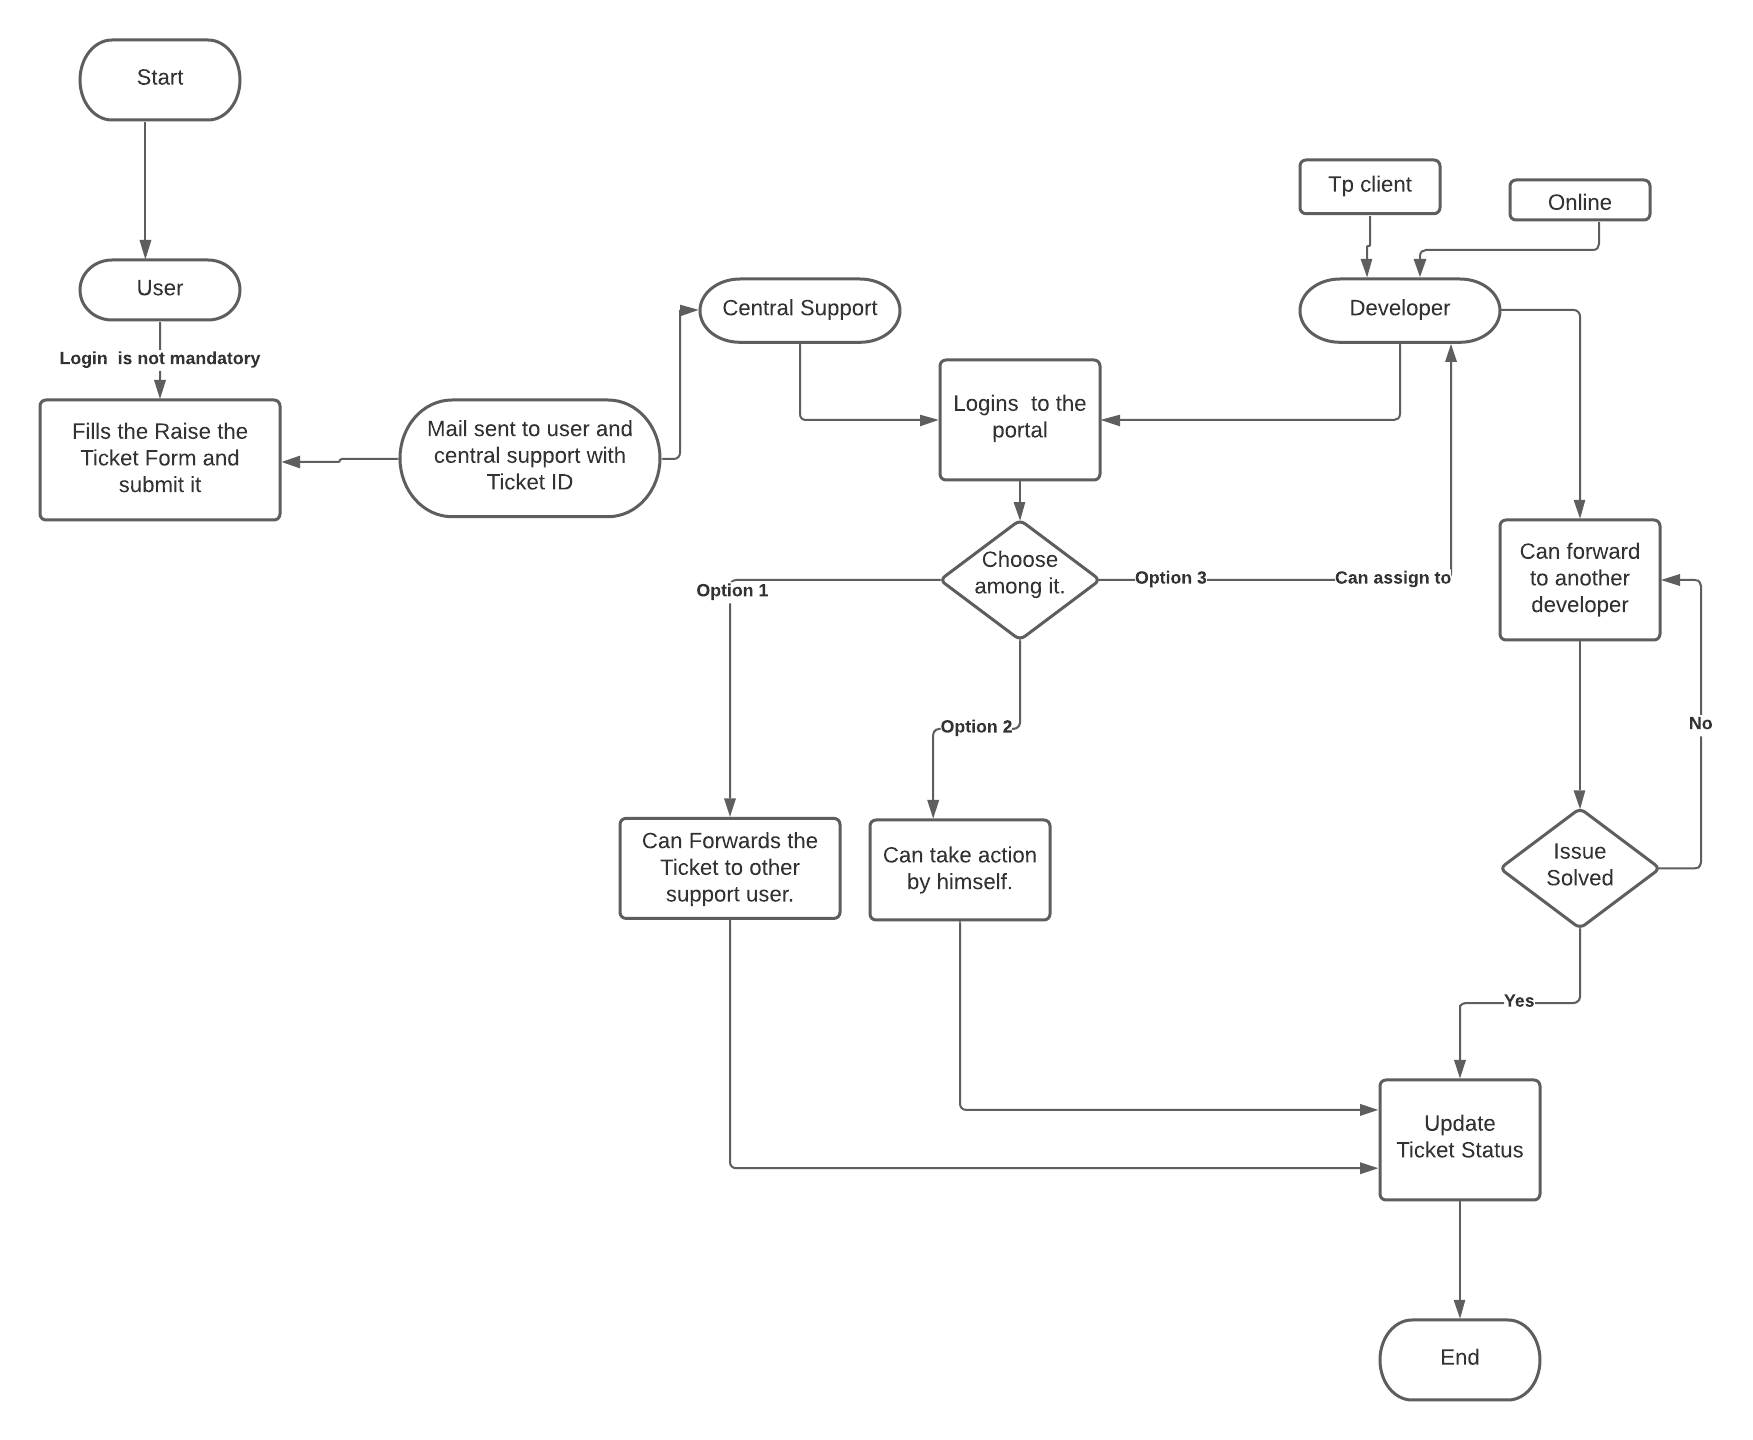 Start
Tp client
Online
User
Central Support
Developer
Login  is not mandatory
Fills the Raise the
Ticket Form and
submit it
Mail sent to user and
central support with
Ticket ID
Logins  to the
portal
Choose
among it.
Option 1
Option 3
Can assign to
Can forward
to another
developer
Option 2
No
Can Forwards the
Ticket to other
support user.
Can take action
by himself.
Issue
Solved
Yes
Update
Ticket Status
End